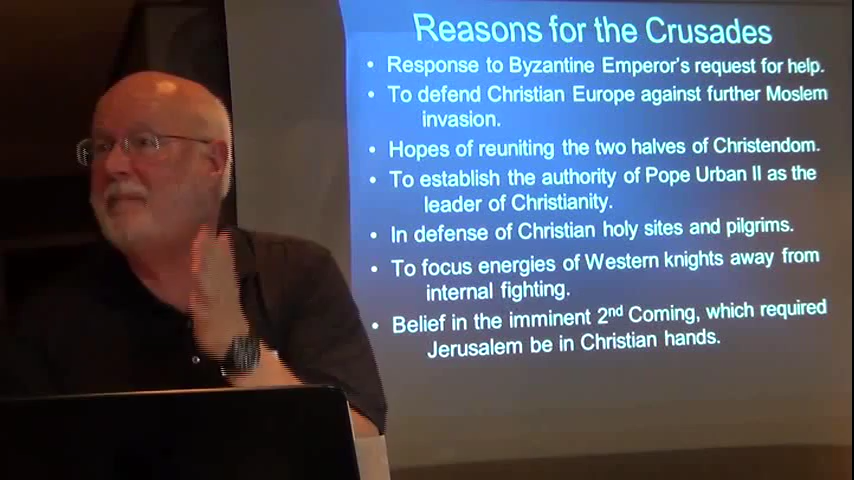 Reasons for the Crusades
• Response to Byzantine Emperor's request for help.
• To defend Christian Europe against further Moslem
invasion.
• Hopes of reuniting the two halves of Christendom.
• To establish the authority of Pope Urban II as the
leader of Christianity.
• In defense of Christian holy sites and pilgrims.
• To focus energies of Western knights away from
internal fighting.
• Belief in the imminent 2nd Coming, which required
Jerusalem be in Christian hands.